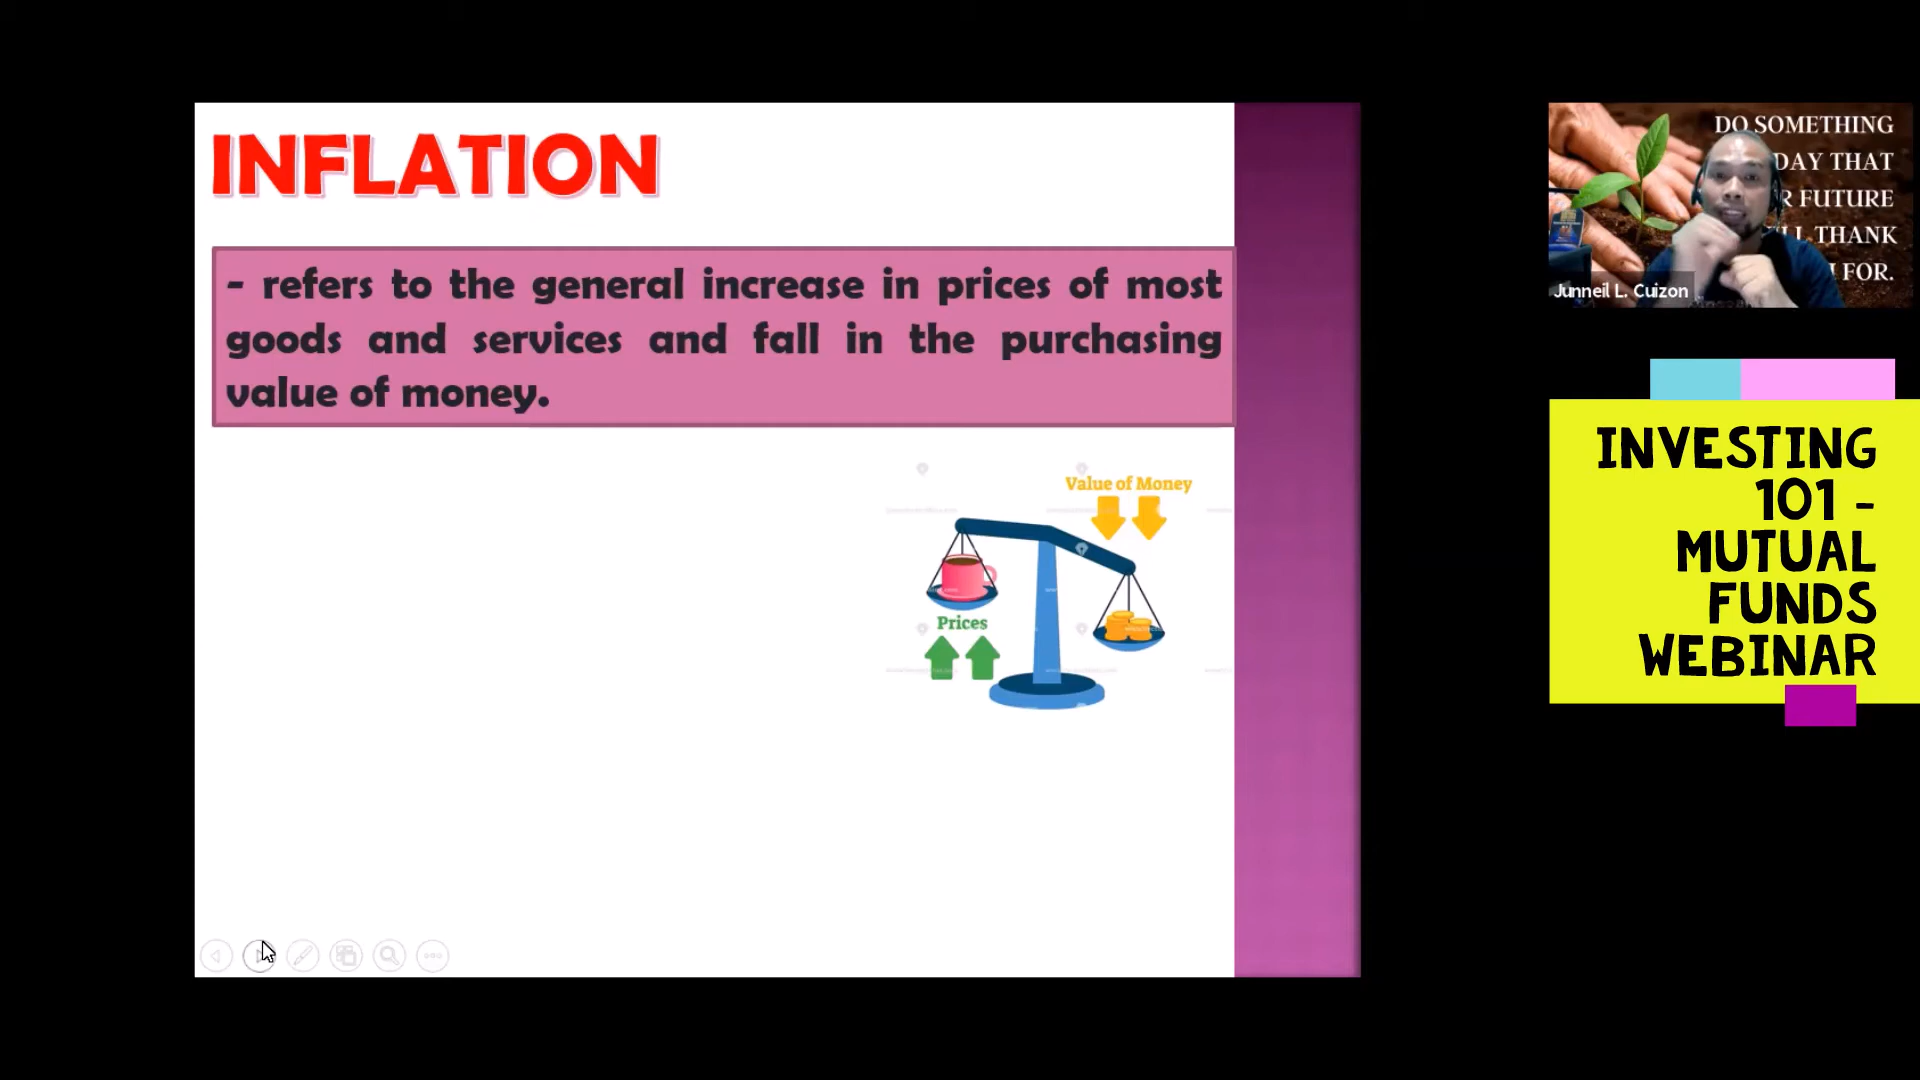 INFLATION
- refers to the general increase in prices of most
goods and services and fall in the purchasing
value of money.
Value of Money
Prices
DO SOMETHING
DAY THAT
R FUTURE
THANK
FOR.
Junneil L. Cuizon
INVESTING
101 -
MUTUAL
FUNDS
WEBINAR